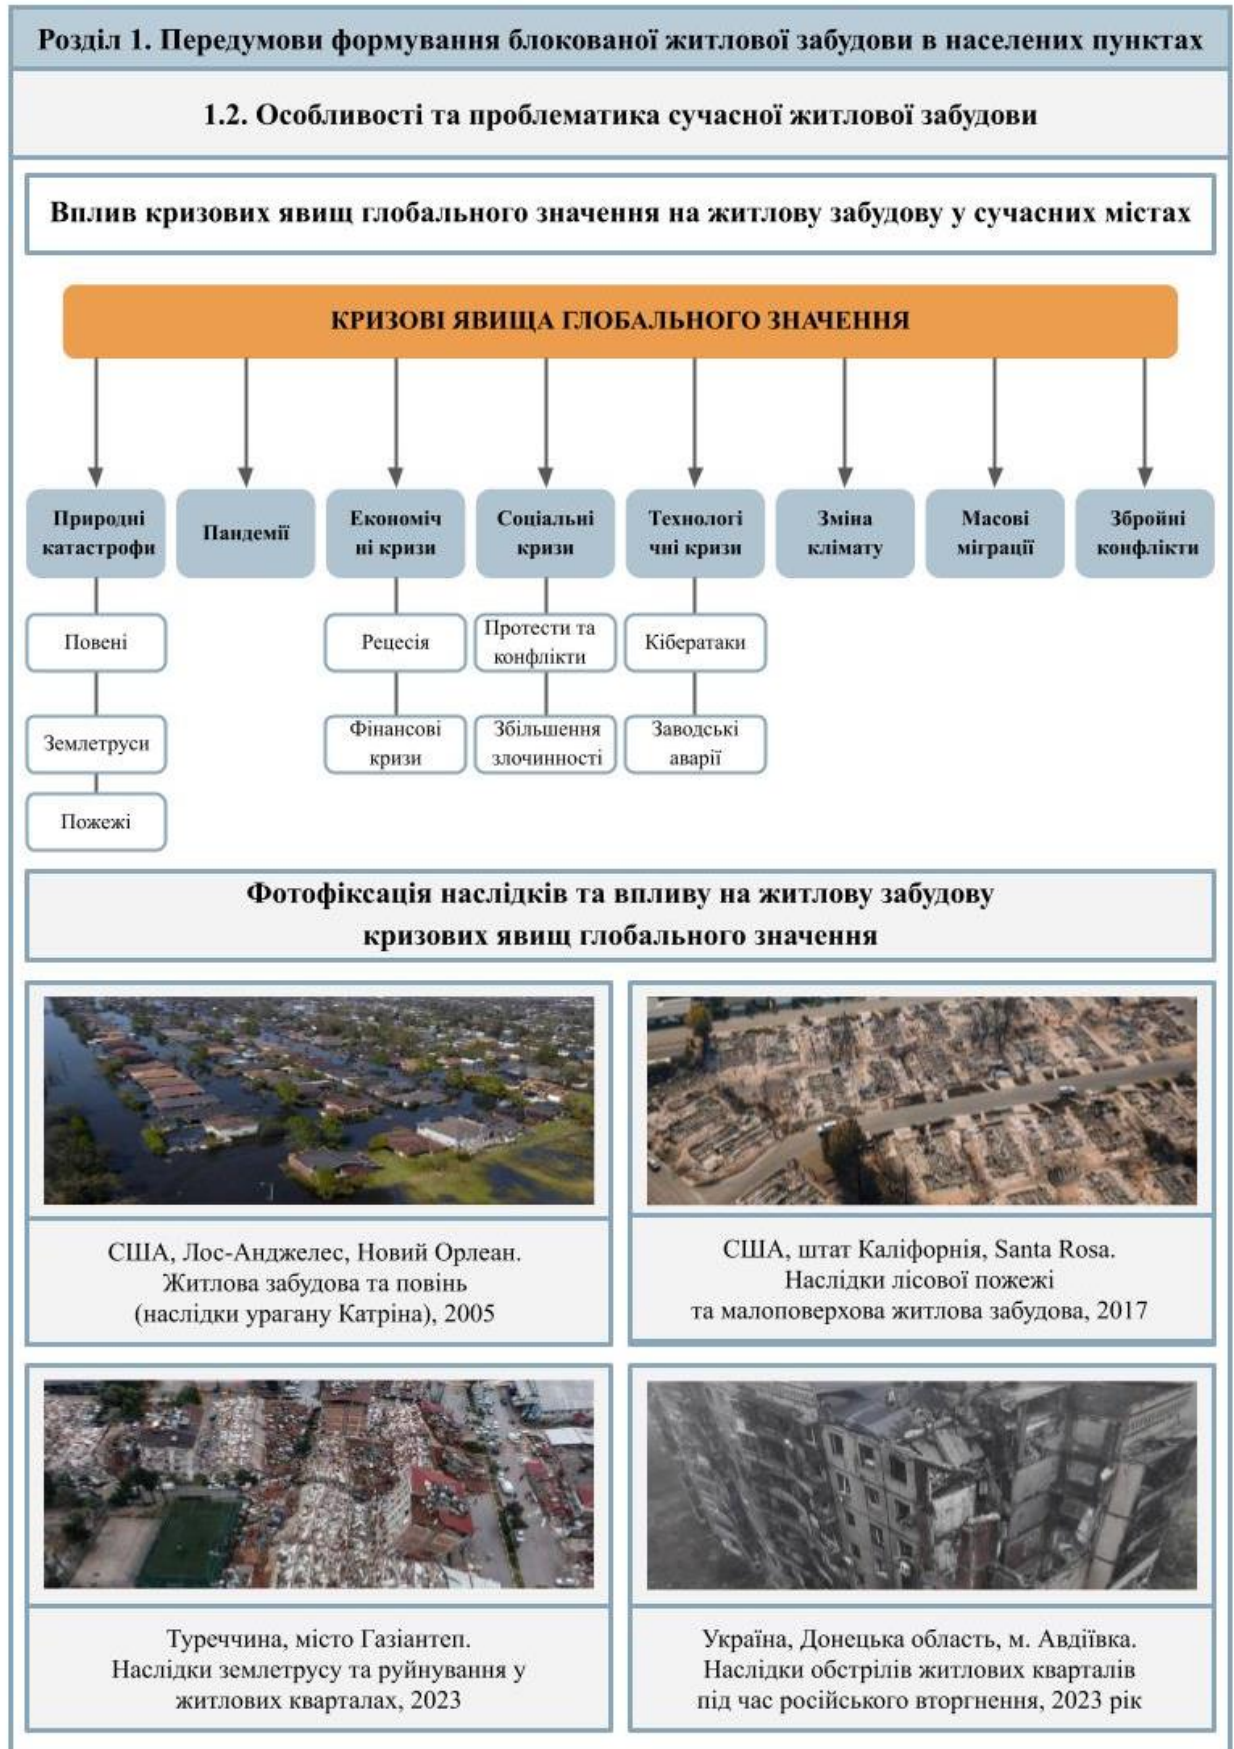 Розділ 1. Передумови формування блокованої житлової забудови в населених пунктах
1.2. Особливості та проблематика сучасної житлової забудови
Вплив кризових явищ глобального значення на житлову забудову у сучасних містах
КРИЗОВІ ЯВИЩА ГЛОБАЛЬНОГО ЗНАЧЕННЯ
Природні
катастрофи
Пандемії
Економіч
ні кризи
Соціальні
кризи
Технологі
чні кризи
Зміна
клімату
Масові
міграції
Збройні
конфлікти
Повені
Рецесія
Протести та
конфлікти
Кібератаки
Землетруси
Фінансові
кризи
Збільшення
злочинності
Заводські
аварії
Пожежі
Фотофіксація наслідків та впливу на житлову забудову
кризових явищ глобального значення
США, Лос-Анджелес, Новий Орлеан.
Житлова забудова та повінь
(наслідки урагану Катріна), 2005
США, штат Каліфорнія, Santa Rosa.
Наслідки лісової пожежі
та малоповерхова житлова забудова, 2017
Туреччина, місто Газіантеп.
Наслідки землетрусу та руйнування у
житлових кварталах, 2023
Україна, Донецька область, м. Авдіївка.
Наслідки обстрілів житлових кварталів
під час російського вторгнення, 2023 рік